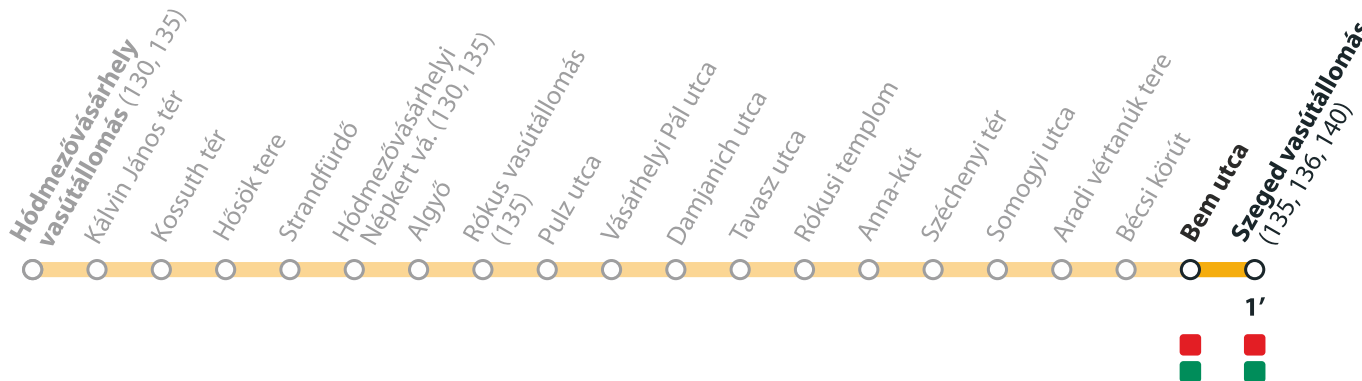 Hódmezővásárhely
vasútállomás (130, 135)
Kálvin János tér
Kossuth tér
Hősök tere
Strandfürdő
Hódmezővásárhelyi
Népkert vá. (130, 135)
Algyő
Rókus vasútállomás
(135)
Pulz utca
Vásárhelyi Pál utca
Damjanich utca
Tavasz utca
Rókusi templom
Anna-kút
Széchenyi tér
Somogyi utca
Aradi vértanúk tere
Bécsi körút
Bem utca
Szeged vasútállomás
(135, 136, 140)
1’